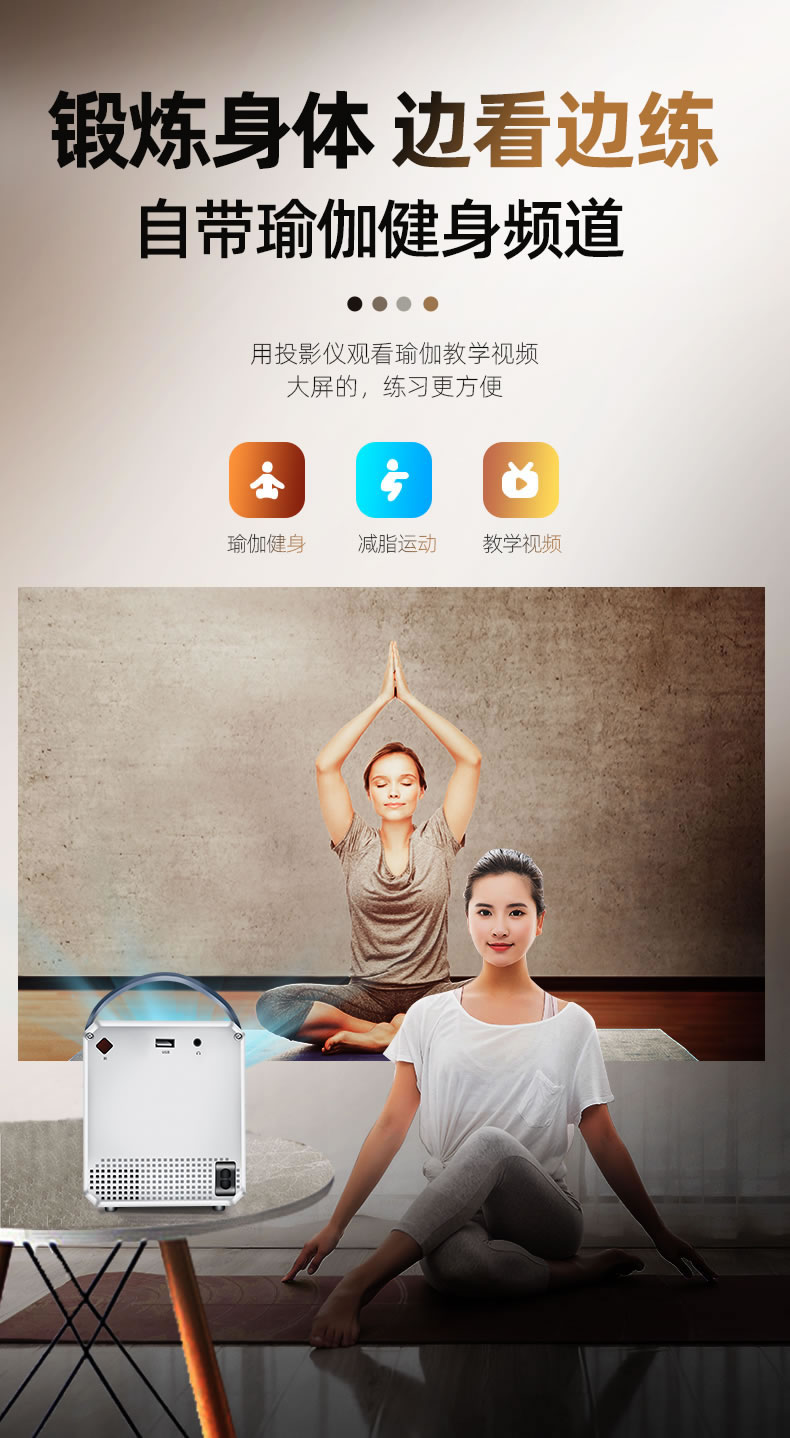 锻炼身体 边看边练
自带瑜伽健身频道
用投影仪观看瑜伽教学视频
大屏的，练习更方便
瑜伽健身 减脂运动 教学视频